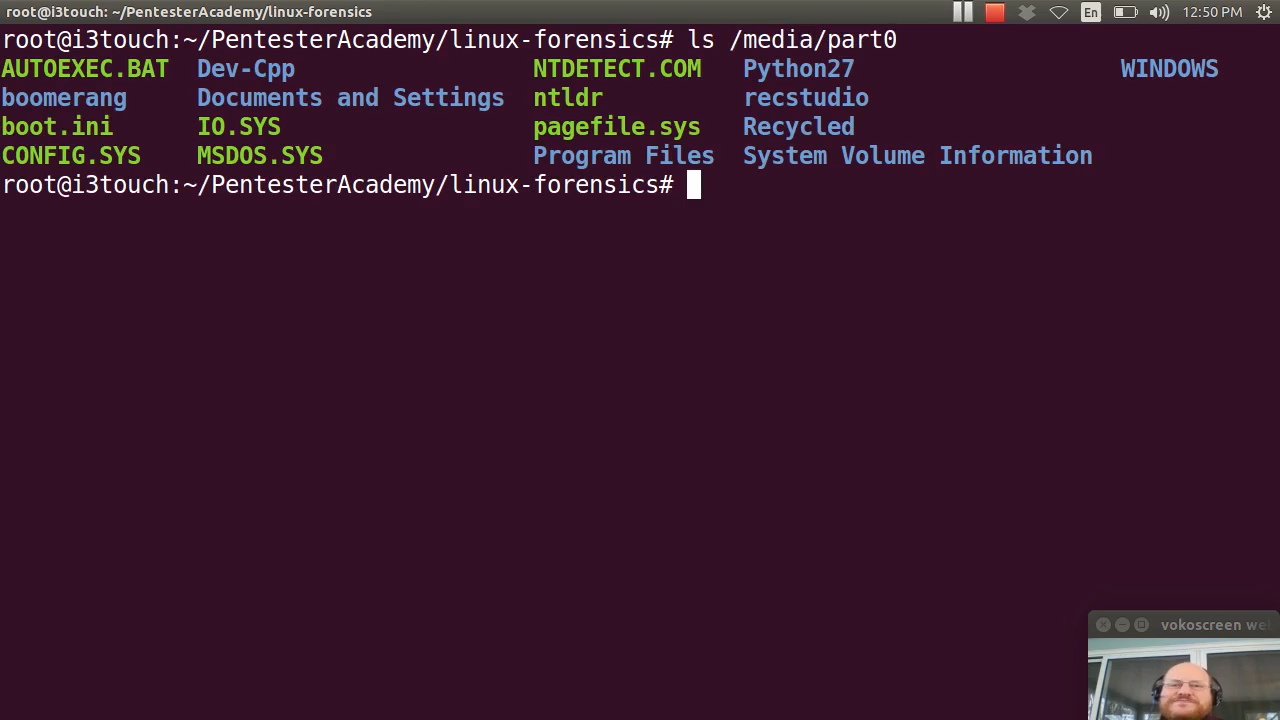 root@i3touch: ~/PentesterAcademy/linux-forensics En 12:50 PM
root@i3touch:~/PentesterAcademy/linux-forensics# ls /media/part0
AUTOEXEC.BAT Dev-Cpp NTDETECT.COM Python27 WINDOWS
boomerang Documents and Settings ntldr recstudio
boot.ini IO.SYS pagefile.sys Recycled
CONFIG.SYS MSDOS.SYS Program Files System Volume Information
root@i3touch:~/PentesterAcademy/linux-forensics#
vokoscreen we